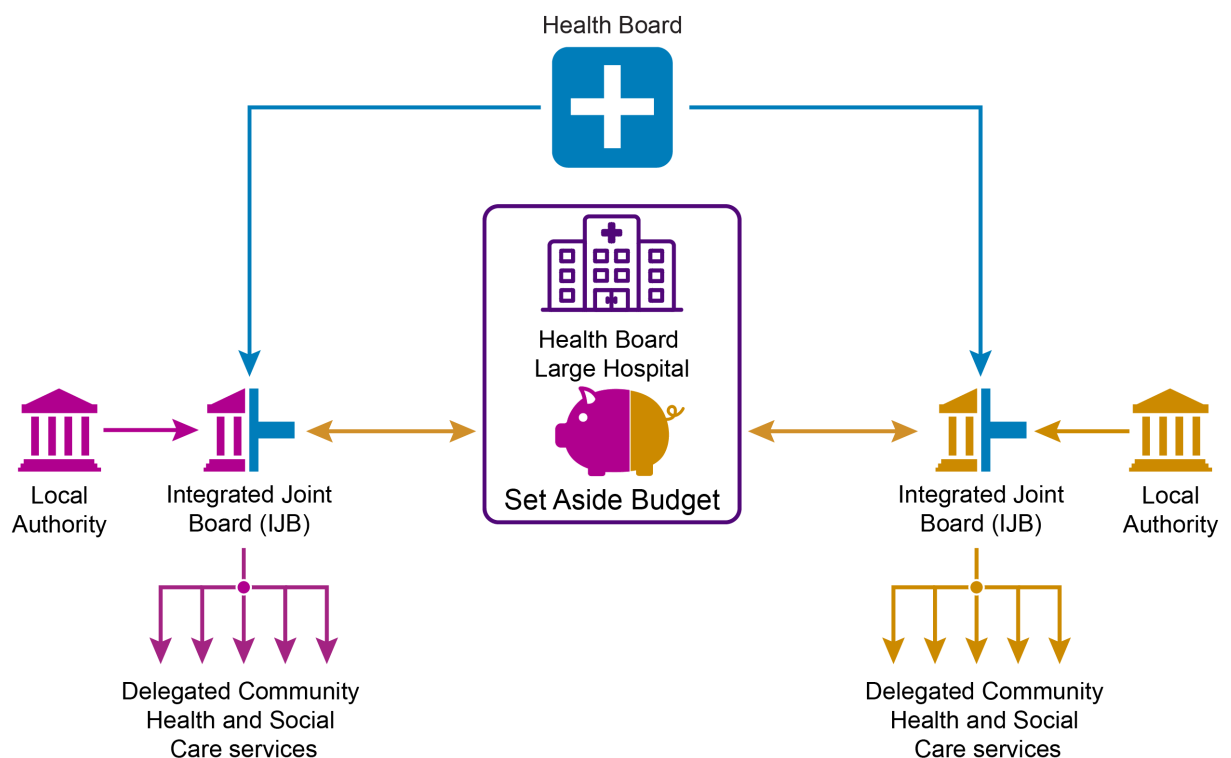 Health Board
Health Board
Large Hospital
Set Aside Budget
Local
Authority
Integrated Joint
Board (IJB)
Integrated Joint
Board (IJB)
Local
Authority
Delegated Community
Health and Social
Care services
Delegated Community
Health and Social
Care services